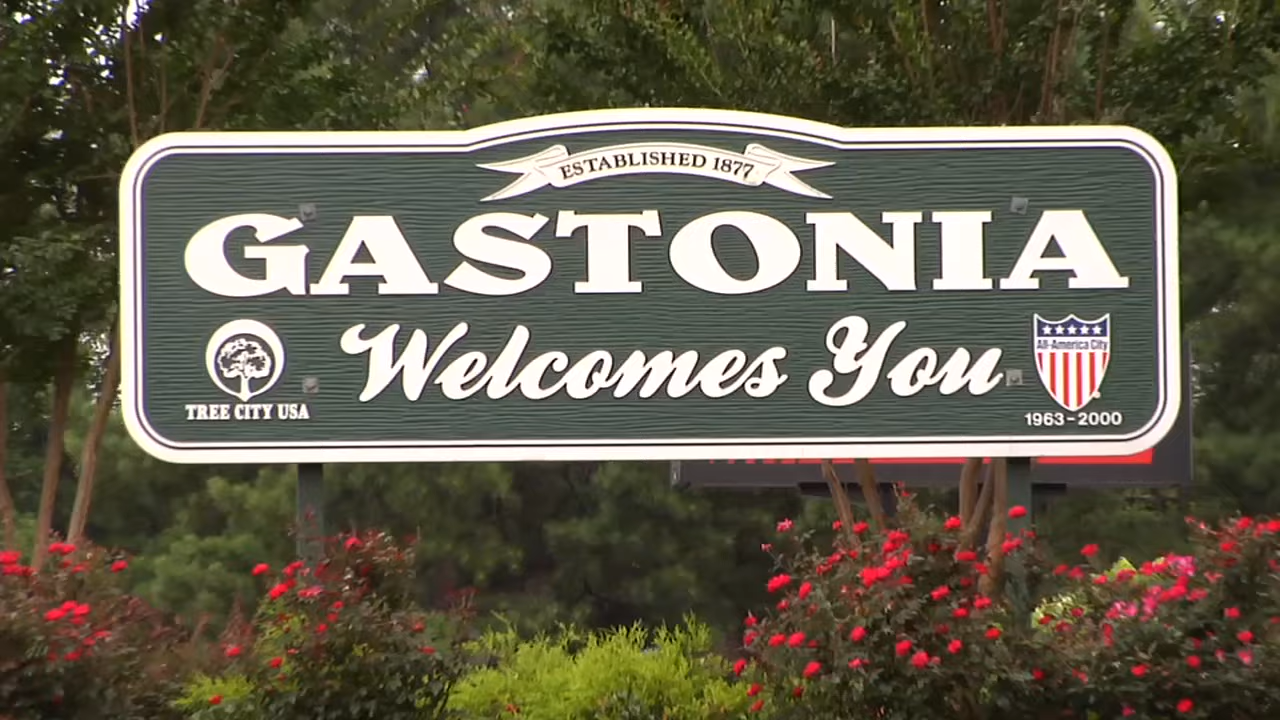 ESTABLISHED 1877
GASTONIA
Welcomes You
TREE CITY USA
All-America City
1963-2000